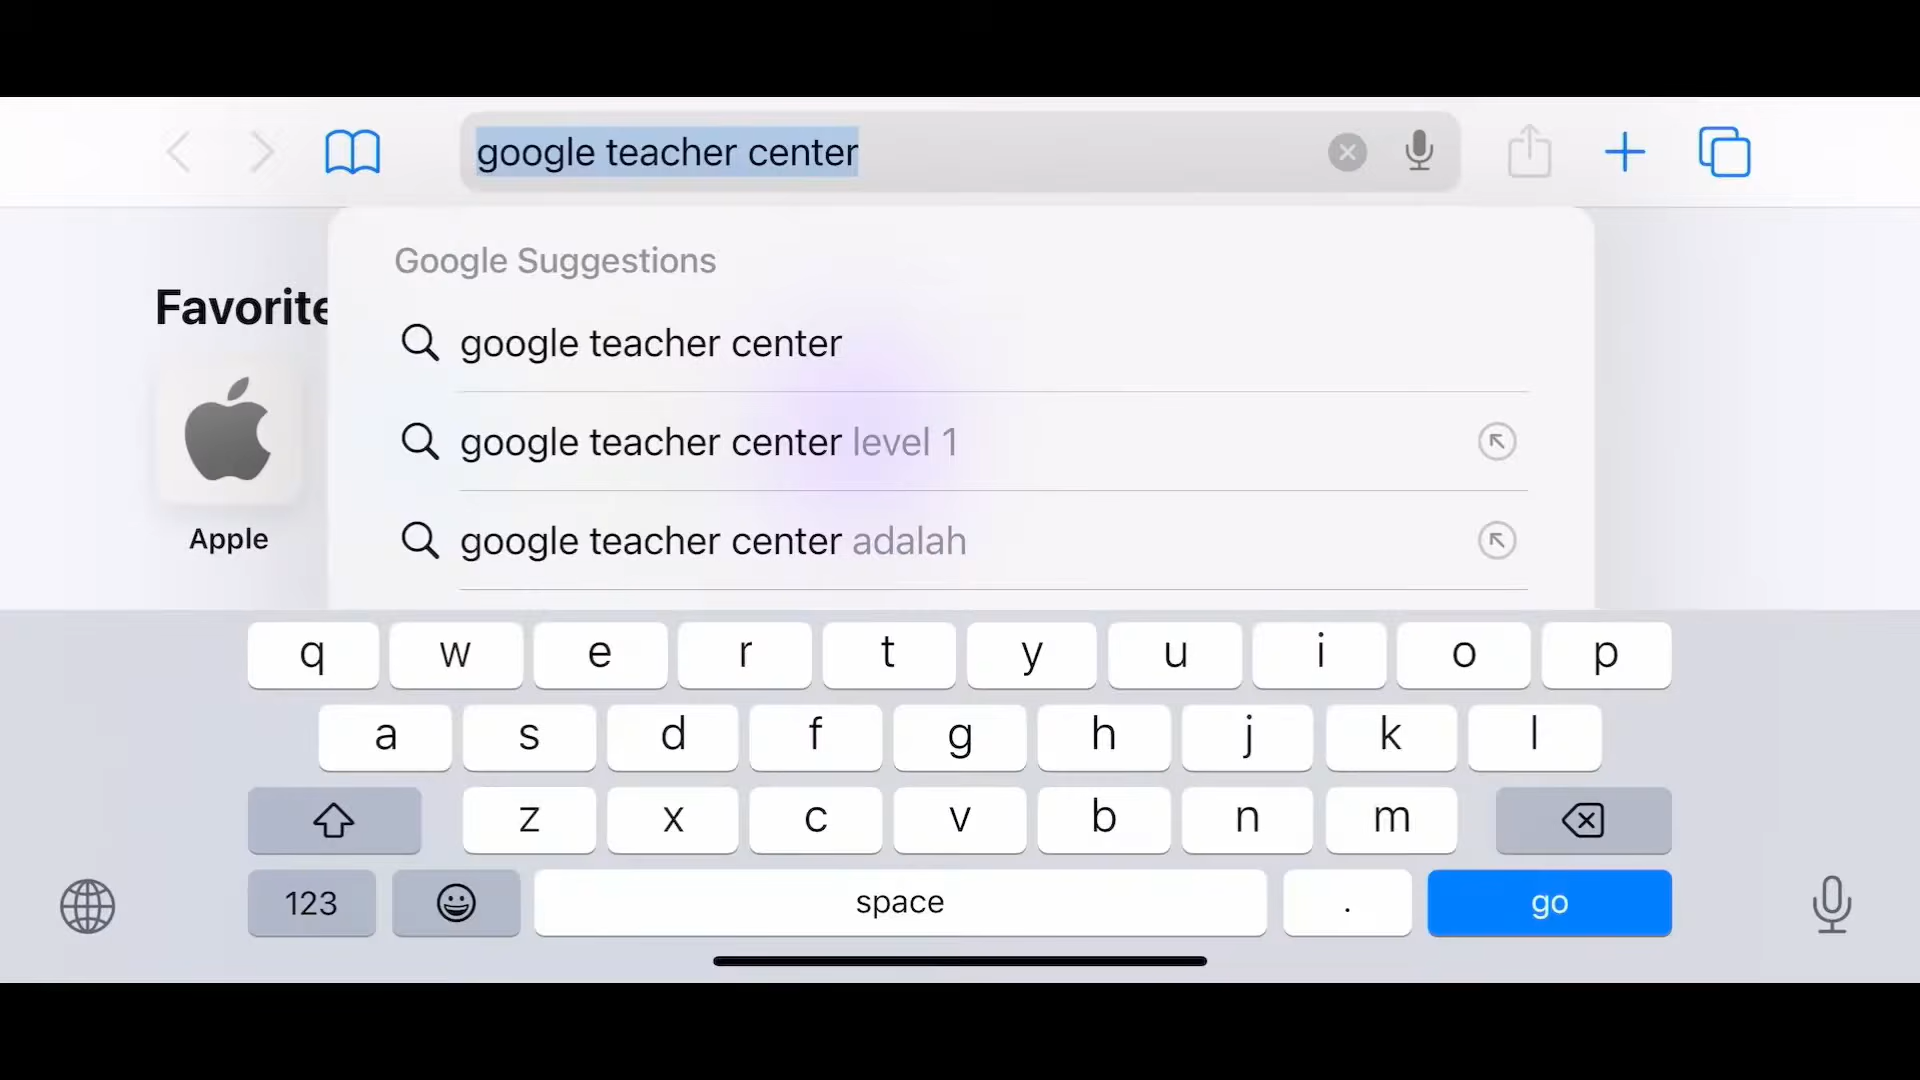 google teacher center
Google Suggestions
Favorite
google teacher center
google teacher center level 1
google teacher center adalah
Apple
q w e r t y u i o p
a s d f g h j k l
z x c v b n m
123 space . go